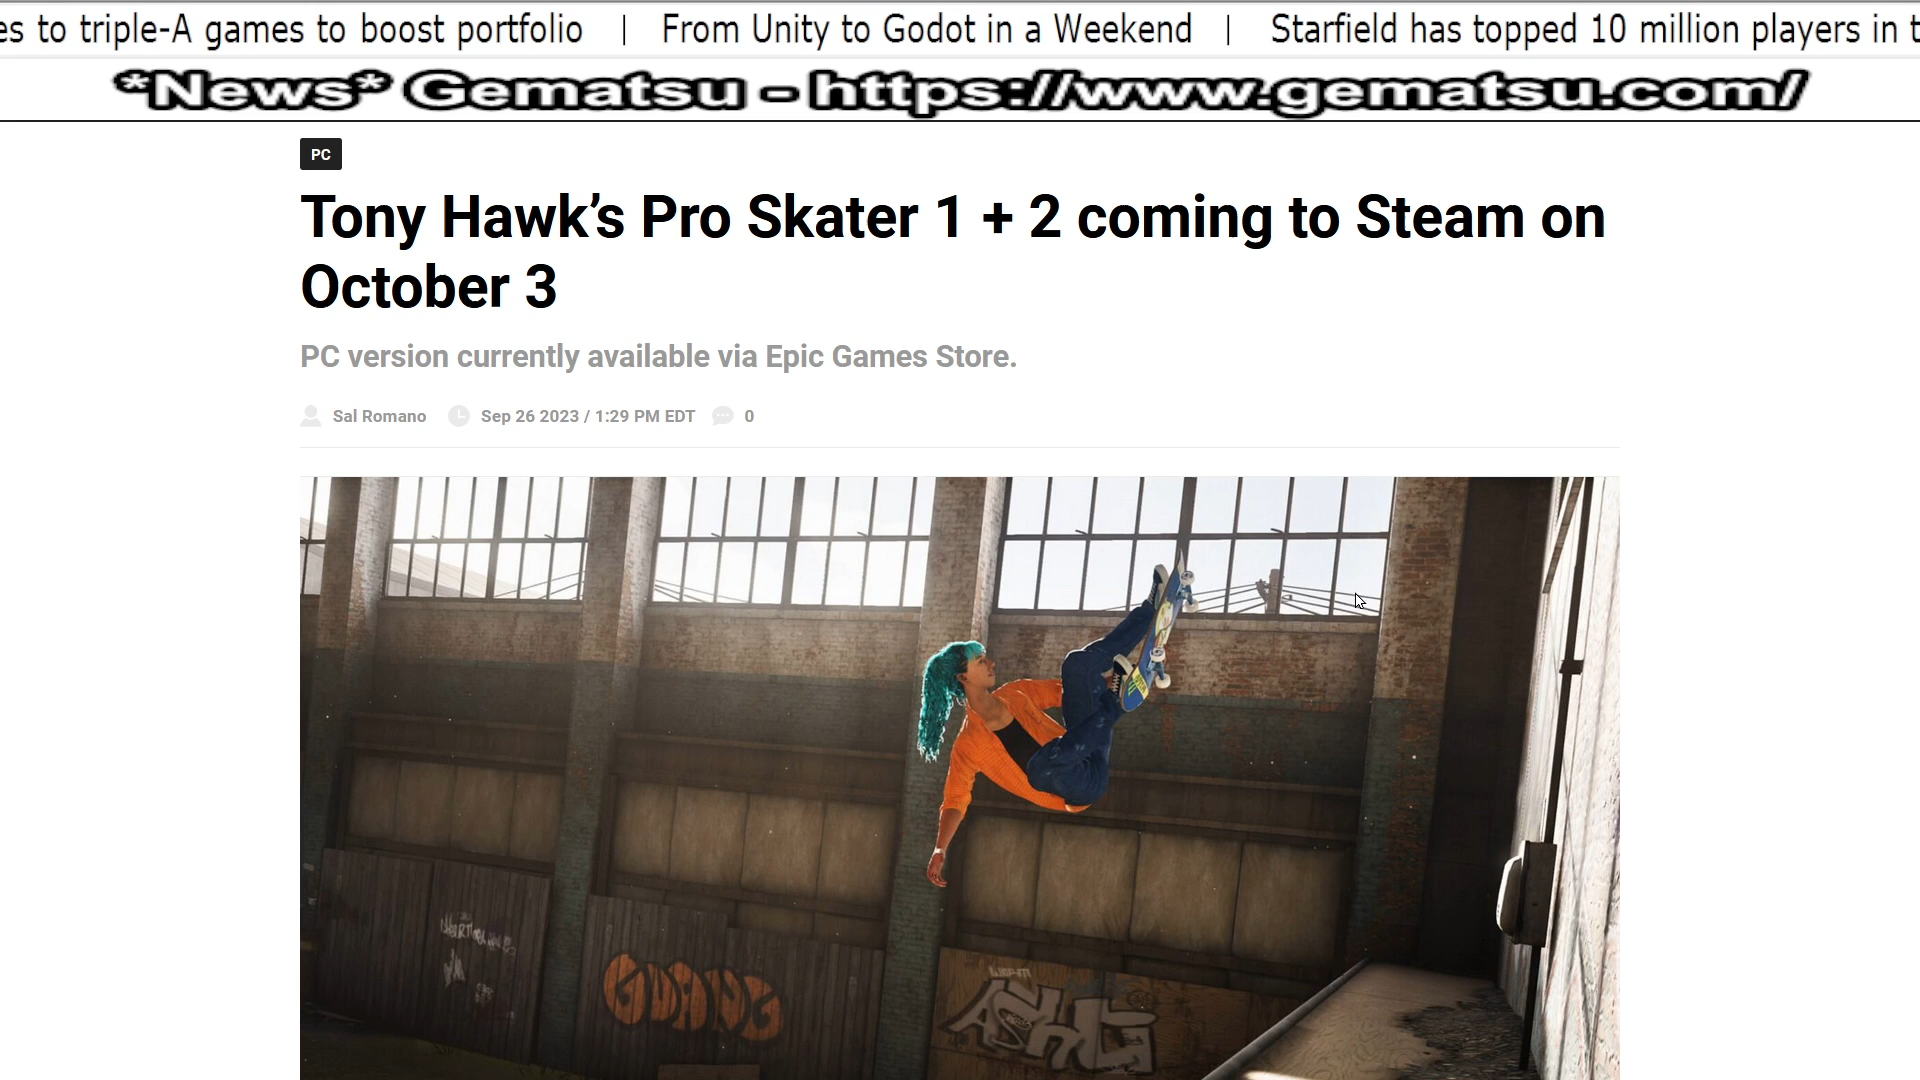 es to triple-A games to boost portfolio | From Unity to Godot in a Weekend | Starfield has topped 10 million players in t
*News* Gematsu - https://www.gematsu.com/
PC
Tony Hawk’s Pro Skater 1 + 2 coming to Steam on
October 3
PC version currently available via Epic Games Store.
Sal Romano Sep 26 2023 / 1:29 PM EDT 0